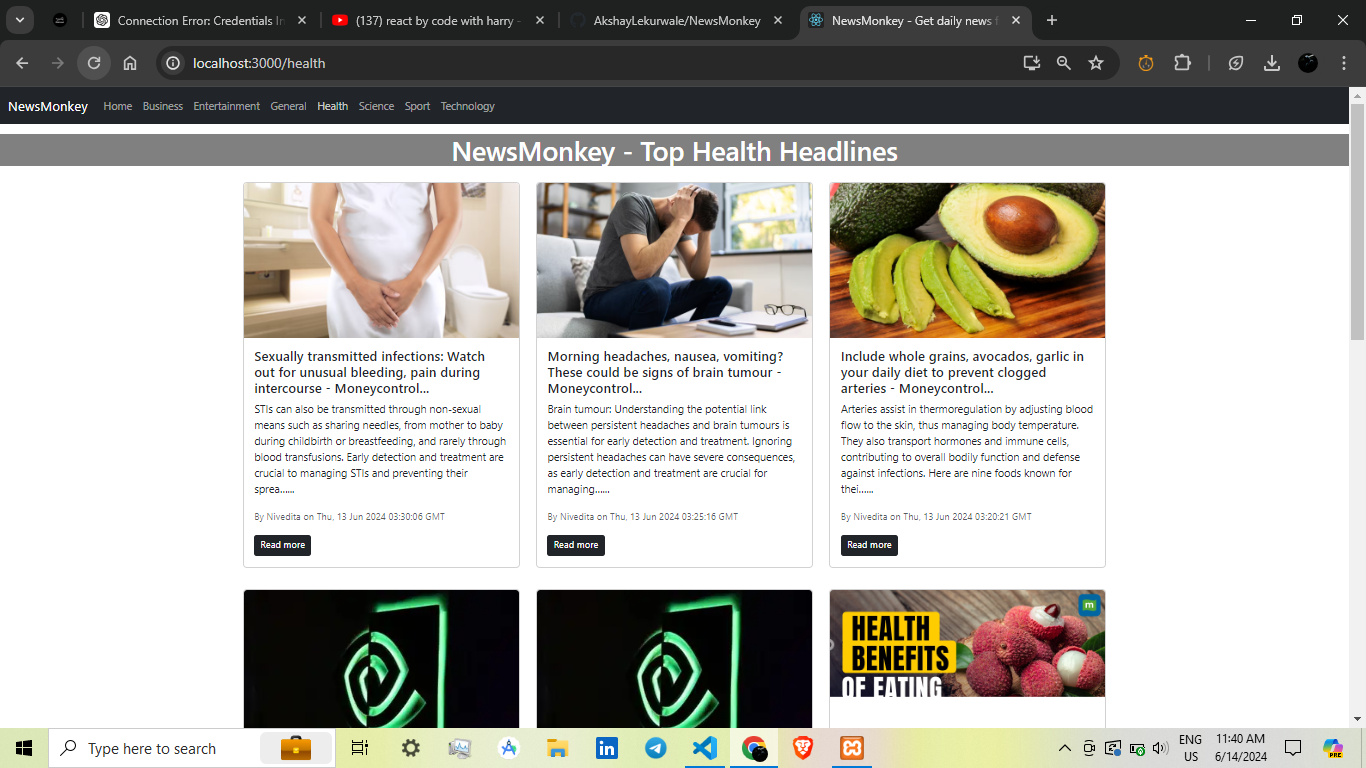 Connection Error: Credentials In
(137) react by code with harry -
AkshayLekurwale/NewsMonkey
NewsMonkey - Get daily news f
localhost:3000/health
NewsMonkey Home Business Entertainment General Health Science Sport Technology
NewsMonkey - Top Health Headlines
Sexually transmitted infections: Watch
out for unusual bleeding, pain during
intercourse - Moneycontrol...
STIs can also be transmitted through non-sexual
means such as sharing needles, from mother to baby
during childbirth or breastfeeding, and rarely through
blood transfusions. Early detection and treatment are
crucial to managing STIs and preventing their
sprea......
By Nivedita on Thu, 13 Jun 2024 03:30:06 GMT
Read more
Morning headaches, nausea, vomiting?
These could be signs of brain tumour -
Moneycontrol...
Brain tumour: Understanding the potential link
between persistent headaches and brain tumours is
essential for early detection and treatment. Ignoring
persistent headaches can have severe consequences,
as early detection and treatment are crucial for
managing......
By Nivedita on Thu, 13 Jun 2024 03:25:16 GMT
Read more
Include whole grains, avocados, garlic in
your daily diet to prevent clogged
arteries - Moneycontrol...
Arteries assist in thermoregulation by adjusting blood
flow to the skin, thus managing body temperature.
They also transport hormones and immune cells,
contributing to overall bodily function and defense
against infections. Here are nine foods known for
thei......
By Nivedita on Thu, 13 Jun 2024 03:20:21 GMT
Read more
m
HEALTH
BENEFITS
OF EATING
Type here to search
ENG
US
11:40 AM
6/14/2024
PRE